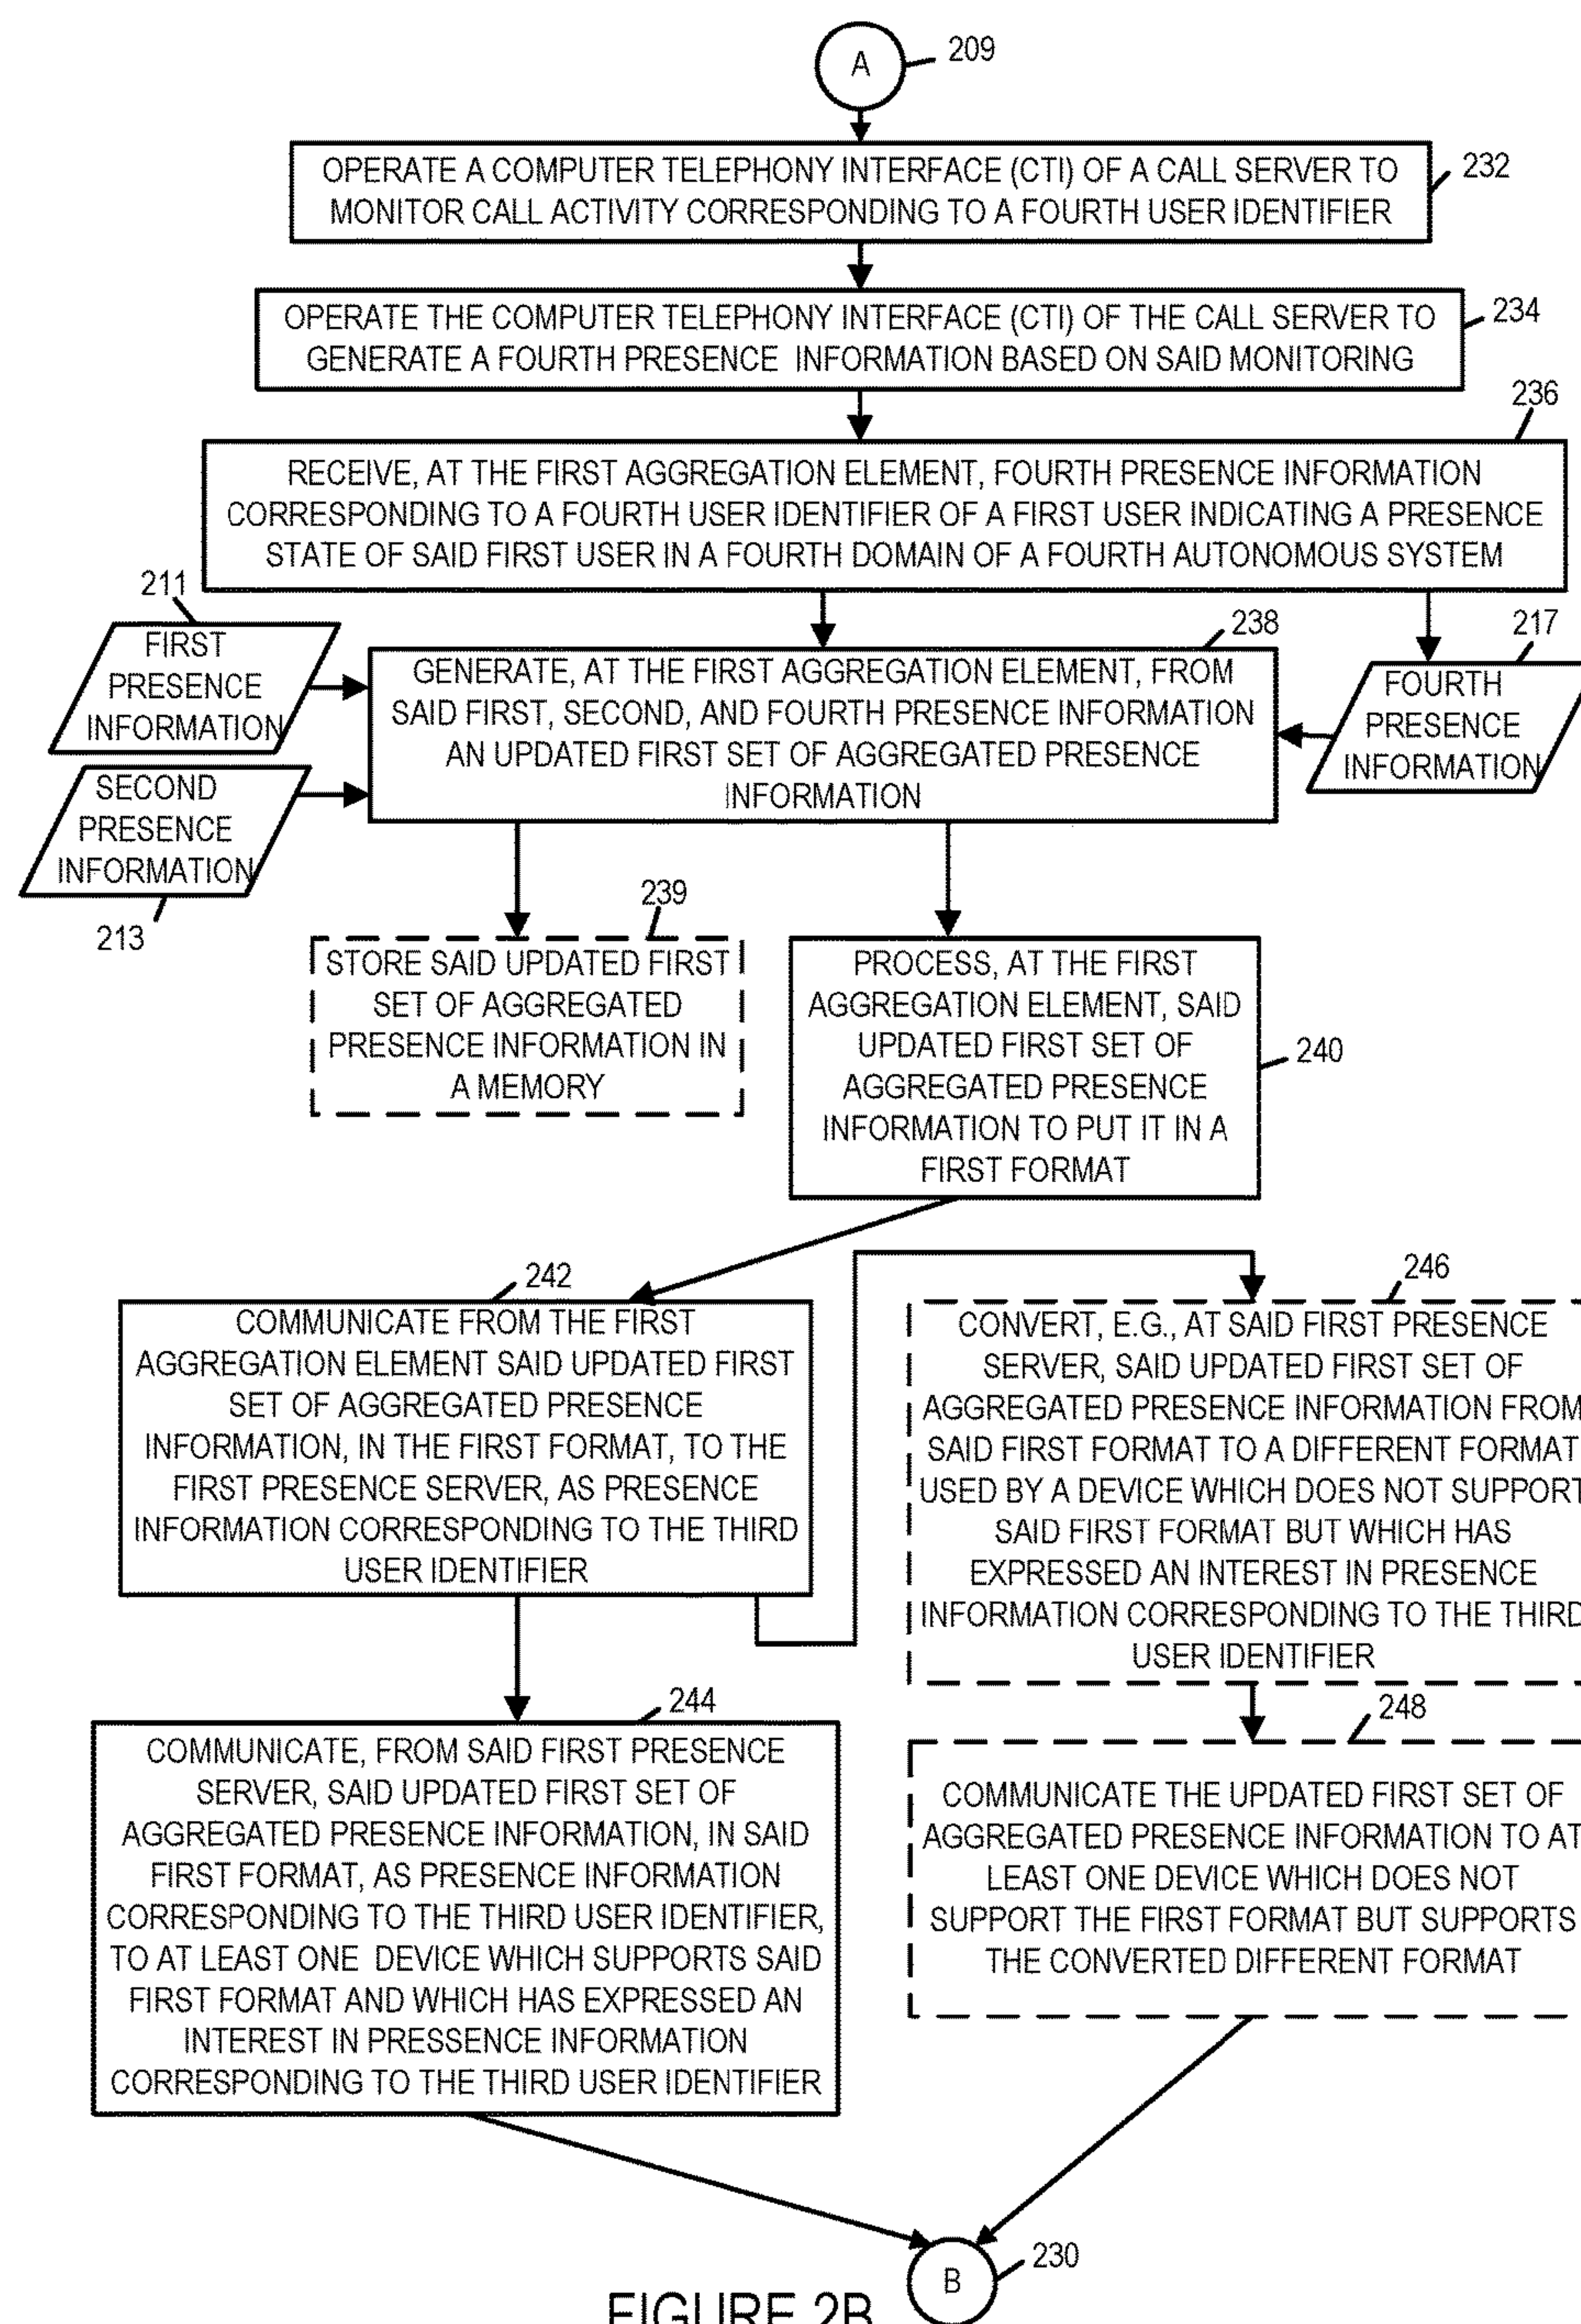 A
209
OPERATE A COMPUTER TELEPHONY INTERFACE (CTI) OF A CALL SERVER TO
MONITOR CALL ACTIVITY CORRESPONDING TO A FOURTH USER IDENTIFIER
232
OPERATE THE COMPUTER TELEPHONY INTERFACE (CTI) OF THE CALL SERVER TO
GENERATE A FOURTH PRESENCE INFORMATION BASED ON SAID MONITORING
234
236
RECEIVE, AT THE FIRST AGGREGATION ELEMENT, FOURTH PRESENCE INFORMATION
CORRESPONDING TO A FOURTH USER IDENTIFIER OF A FIRST USER INDICATING A PRESENCE
STATE OF SAID FIRST USER IN A FOURTH DOMAIN OF A FOURTH AUTONOMOUS SYSTEM
211
FIRST
PRESENCE
INFORMATION
238
GENERATE, AT THE FIRST AGGREGATION ELEMENT, FROM
SAID FIRST, SECOND, AND FOURTH PRESENCE INFORMATION
AN UPDATED FIRST SET OF AGGREGATED PRESENCE
INFORMATION
217
FOURTH
PRESENCE
INFORMATION
SECOND
PRESENCE
INFORMATION
213
239
STORE SAID UPDATED FIRST
SET OF AGGREGATED
PRESENCE INFORMATION IN
A MEMORY
PROCESS, AT THE FIRST
AGGREGATION ELEMENT, SAID
UPDATED FIRST SET OF
AGGREGATED PRESENCE
INFORMATION TO PUT IT IN A
FIRST FORMAT
240
242
COMMUNICATE FROM THE FIRST
AGGREGATION ELEMENT SAID UPDATED FIRST
SET OF AGGREGATED PRESENCE
INFORMATION, IN THE FIRST FORMAT, TO THE
FIRST PRESENCE SERVER, AS PRESENCE
INFORMATION CORRESPONDING TO THE THIRD
USER IDENTIFIER
246
CONVERT, E.G., AT SAID FIRST PRESENCE
SERVER, SAID UPDATED FIRST SET OF
AGGREGATED PRESENCE INFORMATION FROM
SAID FIRST FORMAT TO A DIFFERENT FORMAT
USED BY A DEVICE WHICH DOES NOT SUPPORT
SAID FIRST FORMAT BUT WHICH HAS
EXPRESSED AN INTEREST IN PRESENCE
INFORMATION CORRESPONDING TO THE THIRD
USER IDENTIFIER
244
COMMUNICATE, FROM SAID FIRST PRESENCE
SERVER, SAID UPDATED FIRST SET OF
AGGREGATED PRESENCE INFORMATION, IN SAID
FIRST FORMAT, AS PRESENCE INFORMATION
CORRESPONDING TO THE THIRD USER IDENTIFIER,
TO AT LEAST ONE DEVICE WHICH SUPPORTS SAID
FIRST FORMAT AND WHICH HAS EXPRESSED AN
INTEREST IN PRESSENCE INFORMATION
CORRESPONDING TO THE THIRD USER IDENTIFIER
248
COMMUNICATE THE UPDATED FIRST SET OF
AGGREGATED PRESENCE INFORMATION TO AT
LEAST ONE DEVICE WHICH DOES NOT
SUPPORT THE FIRST FORMAT BUT SUPPORTS
THE CONVERTED DIFFERENT FORMAT
B
230
FIGURE 2B